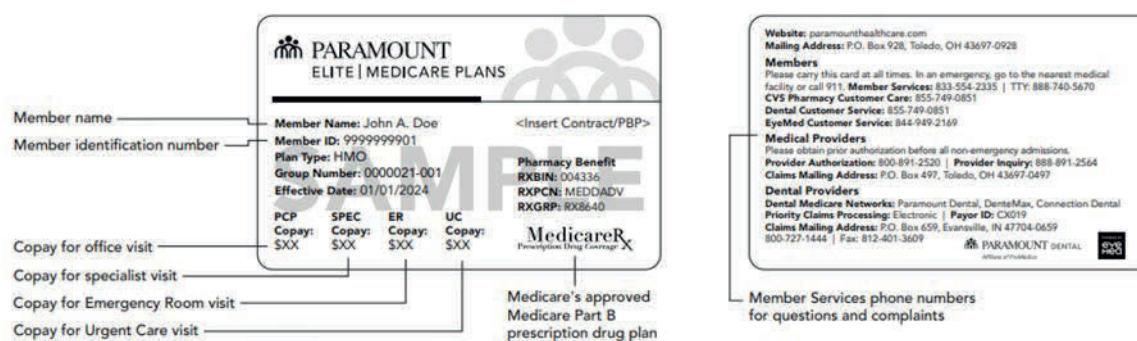 PARAMOUNT
ELITE | MEDICARE PLANS
SAMPLE
Member Name: John A. Doe
<Insert Contract/PBP>
Member ID: 9999999901
Plan Type: HMO
Group Number: 0000021-001
Effective Date: 01/01/2024
Pharmacy Benefit
RXBIN: 004336
RXPCN: MEDDADV
RXGRP: RX8640
PCP SPEC ER UC
Copay: Copay: Copay: Copay:
$XX $XX $XX $XX
MedicareRx
Prescription Drug Coverage
Member name
Member identification number
Copay for office visit
Copay for specialist visit
Copay for Emergency Room visit
Copay for Urgent Care visit
Medicare's approved
Medicare Part B
prescription drug plan
Website: paramounthealthcare.com
Mailing Address: P.O. Box 928, Toledo, OH 43697-0928
Members
Please carry this card at all times. In an emergency, go to the nearest medical
facility or call 911. Member Services: 833-554-2335 | TTY: 888-740-5670
CVS Pharmacy Customer Care: 855-749-0851
Dental Customer Service: 855-749-0851
EyeMed Customer Service: 844-949-2169
Medical Providers
Please obtain prior authorization before all non-emergency admissions.
Provider Authorization: 800-891-2520 | Provider Inquiry: 888-891-2564
Claims Mailing Address: P.O. Box 497, Toledo, OH 43697-0497
Dental Providers
Dental Medicare Networks: Paramount Dental, DenteMax, Connection Dental
Priority Claims Processing: Electronic | Payor ID: CX019
Claims Mailing Address: P.O. Box 659, Evansville, IN 47704-0659
800-727-1444 | Fax: 812-401-3609
PARAMOUNT DENTAL
eye
med
Member Services phone numbers
for questions and complaints